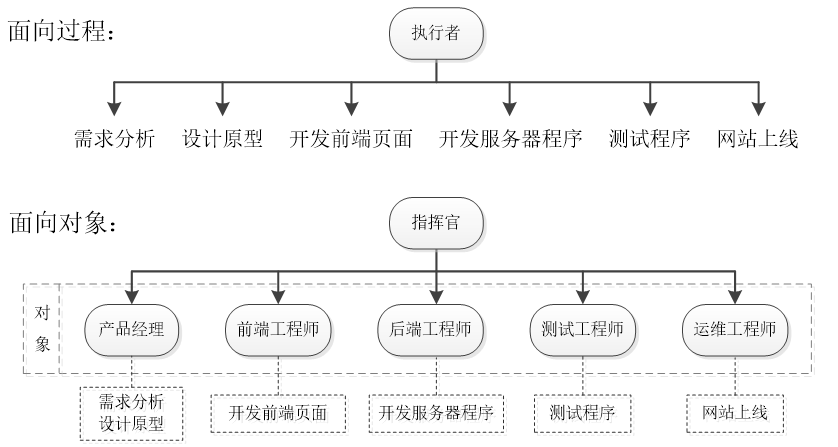 面向过程：
执行者
需求分析
设计原型
开发前端页面
开发服务器程序
测试程序
网站上线
面向对象：
指挥官
对
象
产品经理
前端工程师
后端工程师
测试工程师
运维工程师
需求分析
设计原型
开发前端页面
开发服务器程序
测试程序
网站上线